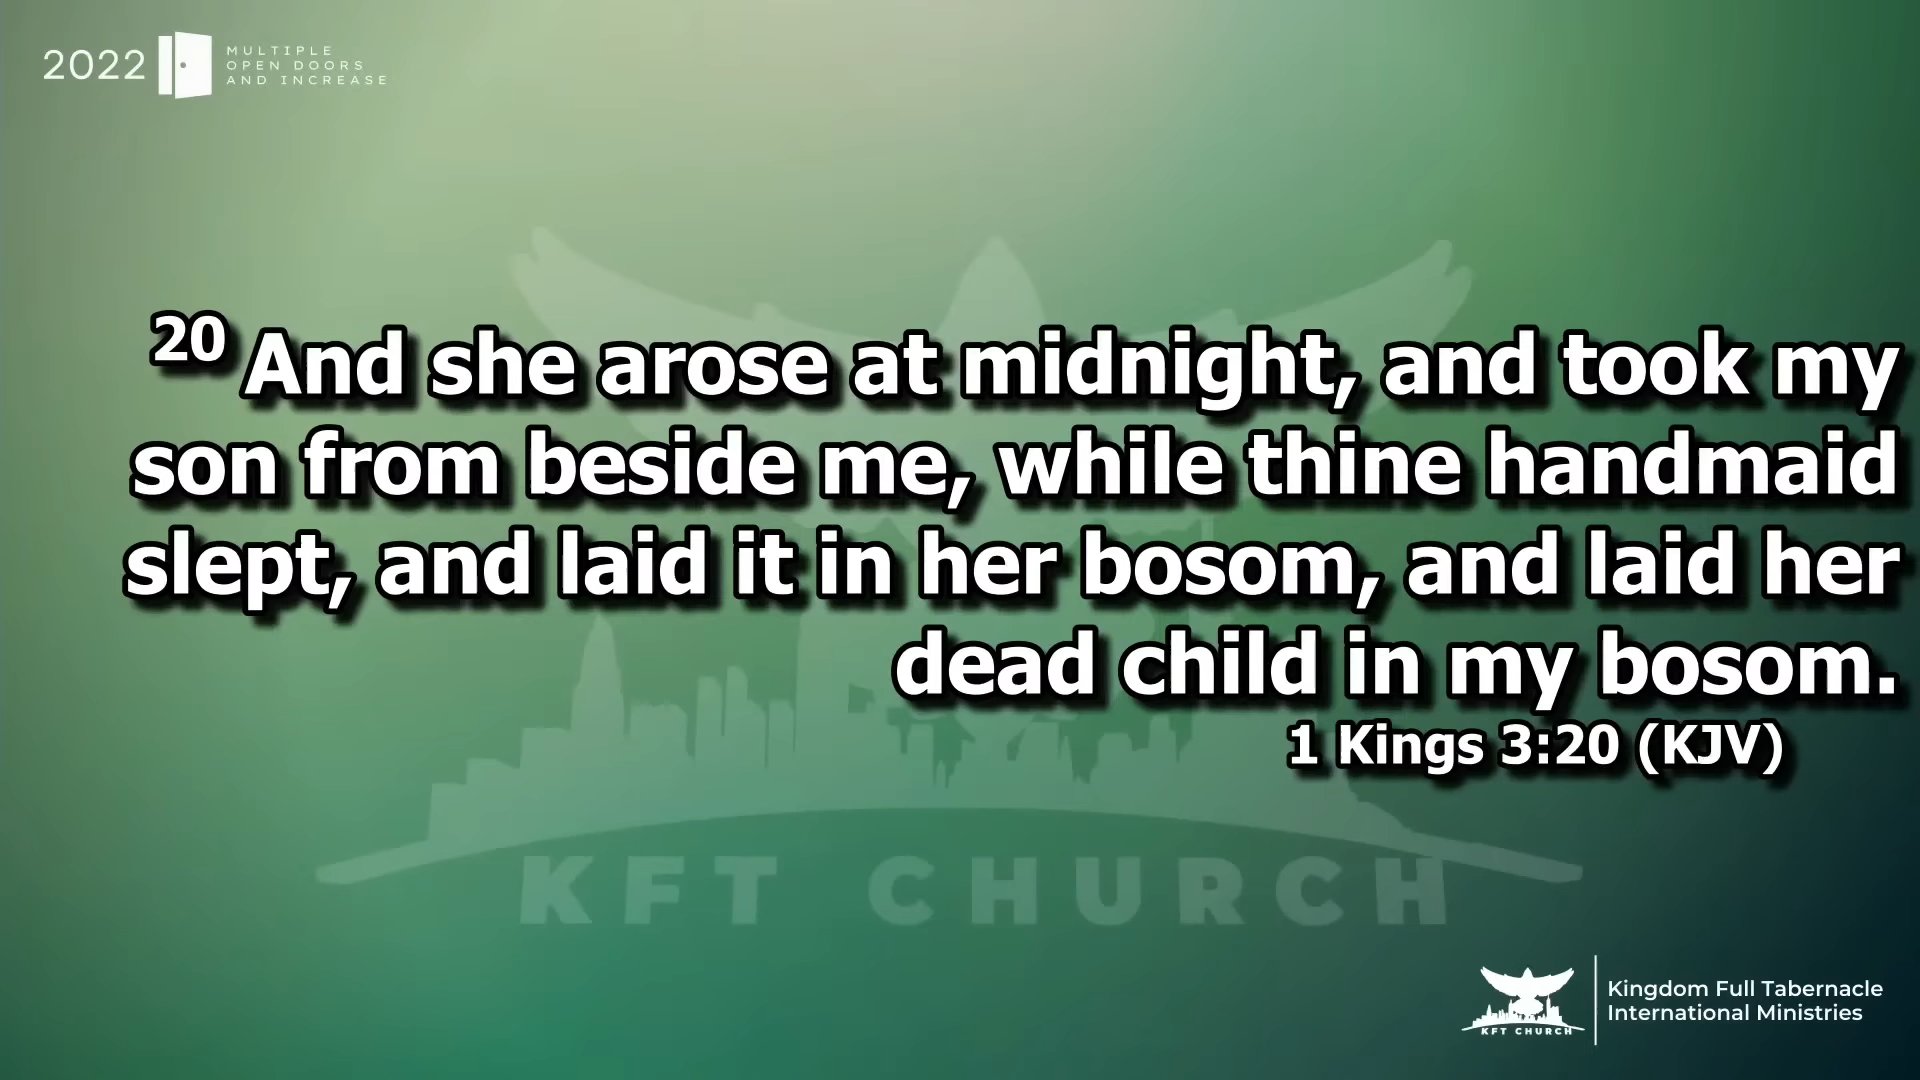 2022
MULTIPLE
OPEN DOORS
AND INCREASE
20 And she arose at midnight, and took my
son from beside me, while thine handmaid
slept, and laid it in her bosom, and laid her
dead child in my bosom.
1 Kings 3:20 (KJV)
KFT CHURCH
KFT CHURCH
Kingdom Full Tabernacle
International Ministries